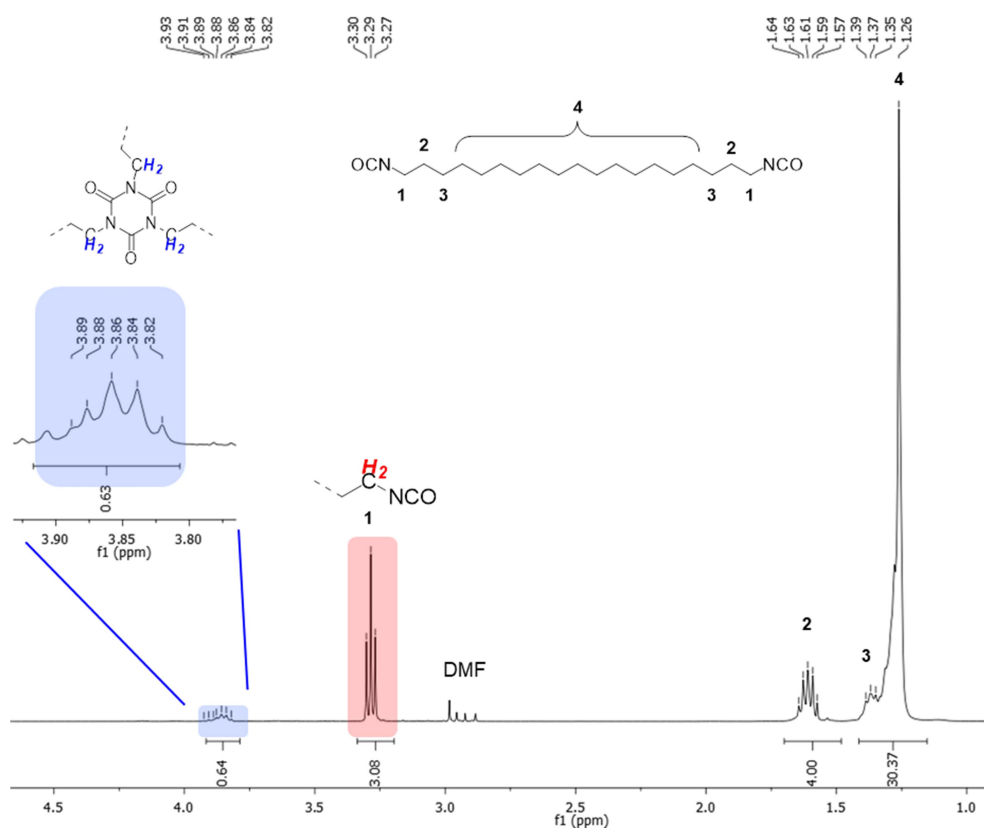 3.93 3.91 3.89 3.88 3.86 3.84 3.82
3.30 3.29 3.27
1.64 1.63 1.61 1.59 1.57 1.39 1.37 1.35 1.26
4
4
2 2
OCN NCO
1 3 3 1
CH2
O O
N
N N
CH2 O CH2
3.89 3.88 3.86 3.84 3.82
0.63
3.90 3.85 3.80
f1 (ppm)
H2
C NCO
1
DMF
2
3
0.64 3.08 4.00 30.37
4.5 4.0 3.5 3.0 2.5 2.0 1.5 1.0
f1 (ppm)